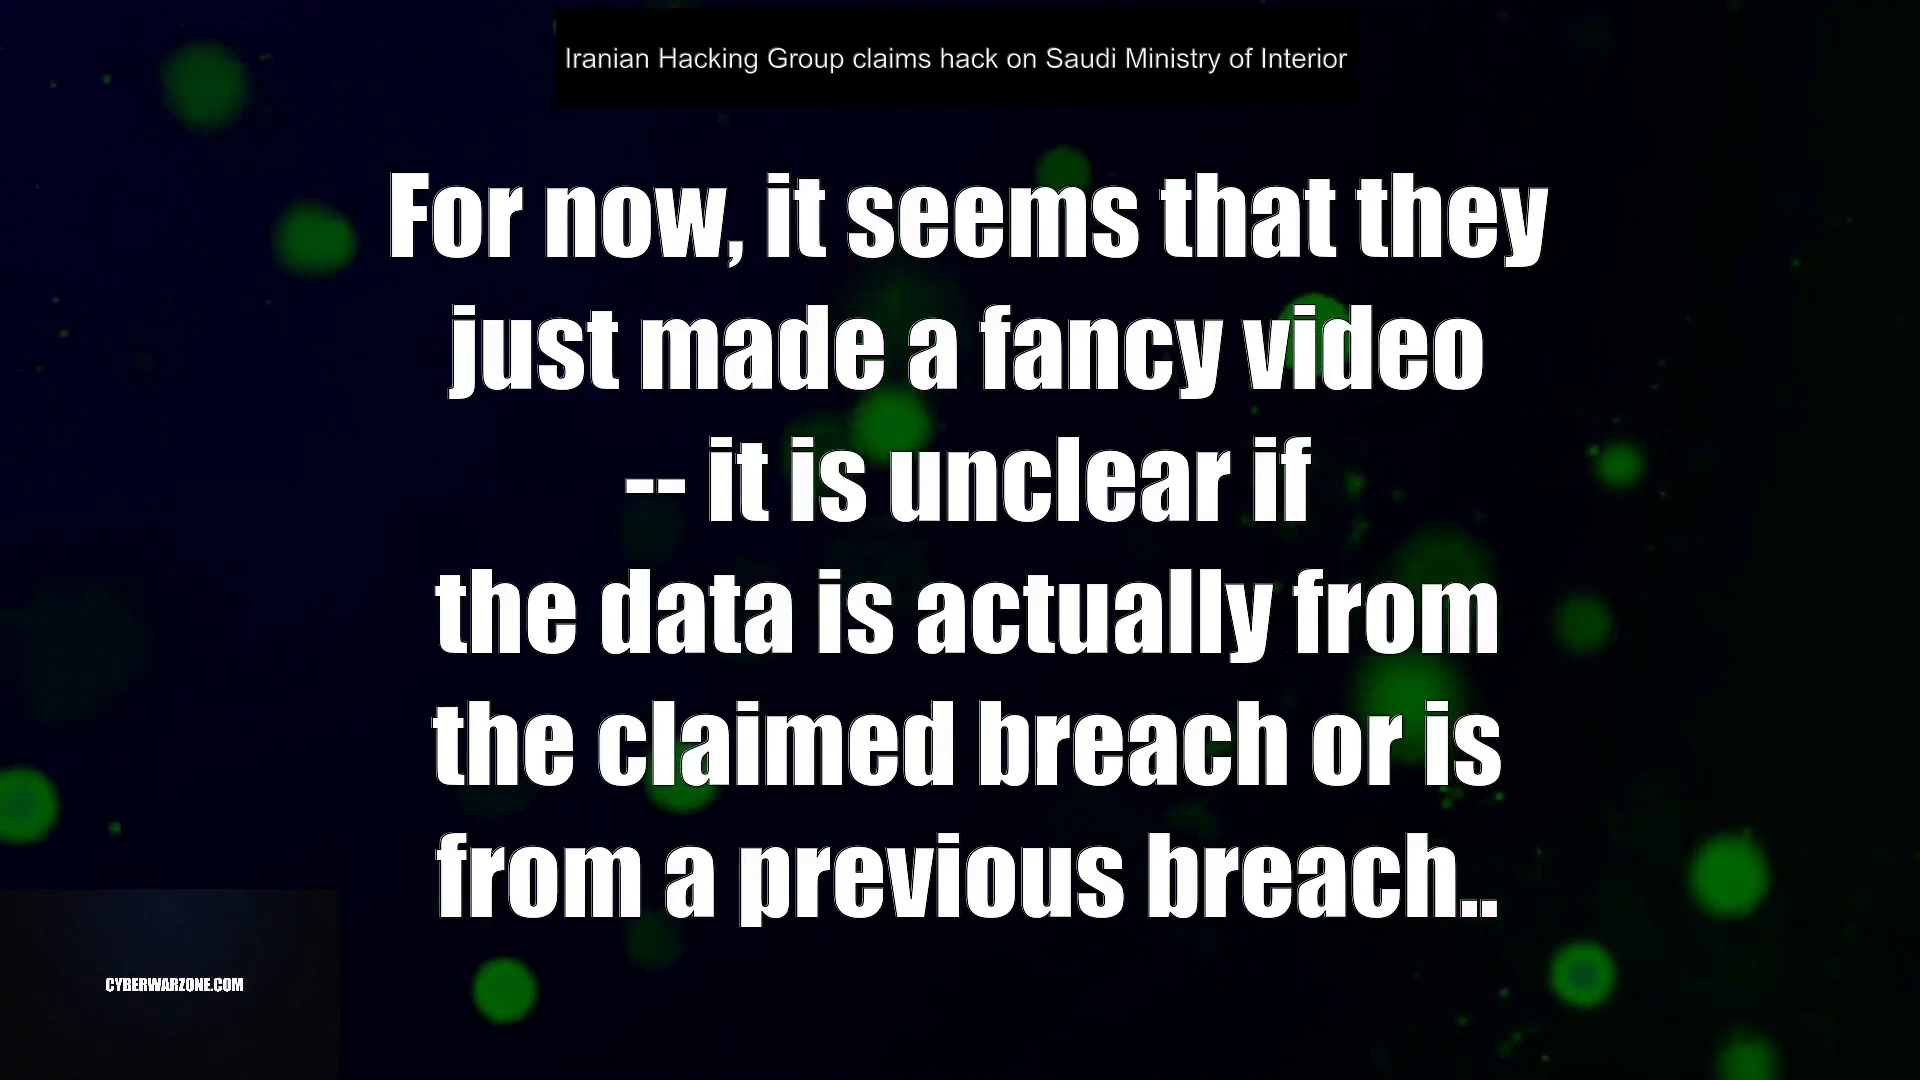 Iranian Hacking Group claims hack on Saudi Ministry of Interior
For now, it seems that they
just made a fancy video
-- it is unclear if
the data is actually from
the claimed breach or is
from a previous breach..
CYBERWARZONE.COM